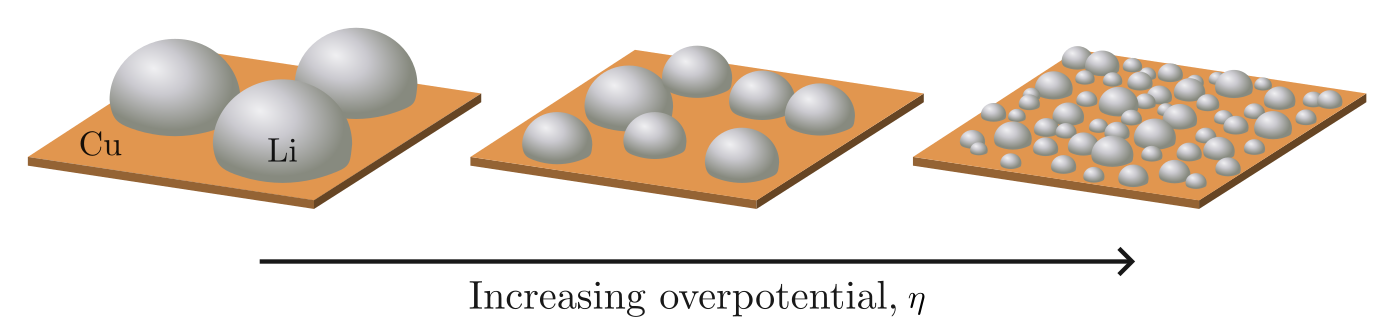 Cu
Li
Increasing overpotential, η